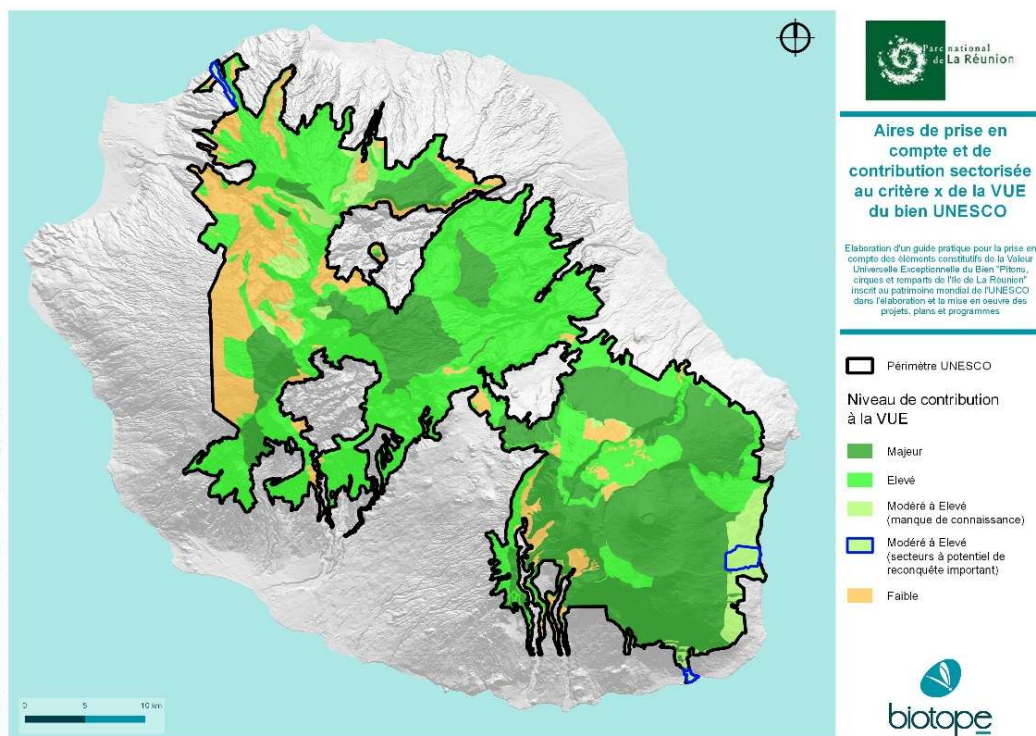 Parc national
de La Réunion
Aires de prise en
compte et de
contribution sectorisée
au critère x de la VUE
du bien UNESCO
Elaboration d'un guide pratique pour la prise en
compte des éléments constitutifs de la Valeur
Universelle Exceptionnelle du Bien "Pitons,
cirques et remparts de l'Ile de La Réunion"
inscrit au patrimoine mondial de l'UNESCO
dans l'élaboration et la mise en oeuvre des
projets, plans et programmes
Périmètre UNESCO
Niveau de contribution
à la VUE
Majeur
Elevé
Modéré à Elevé
(manque de connaissance)
Modéré à Elevé
(secteurs à potentiel de
reconquête important)
Faible
0 5 10 km
biotope